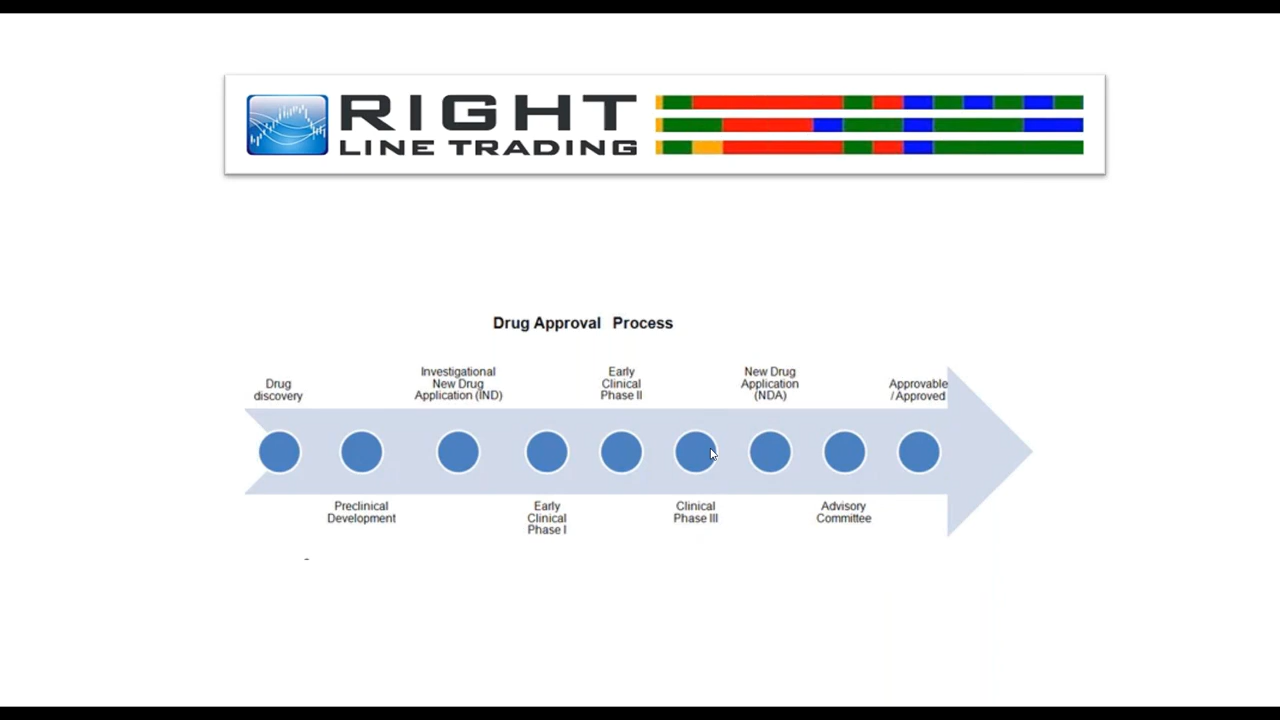 RIGHT
LINE TRADING
Drug Approval Process
Drug
discovery
Preclinical
Development
Investigational
New Drug
Application (IND)
Early
Clinical
Phase I
Early
Clinical
Phase II
Clinical
Phase III
New Drug
Application
(NDA)
Advisory
Committee
Approvable
/ Approved